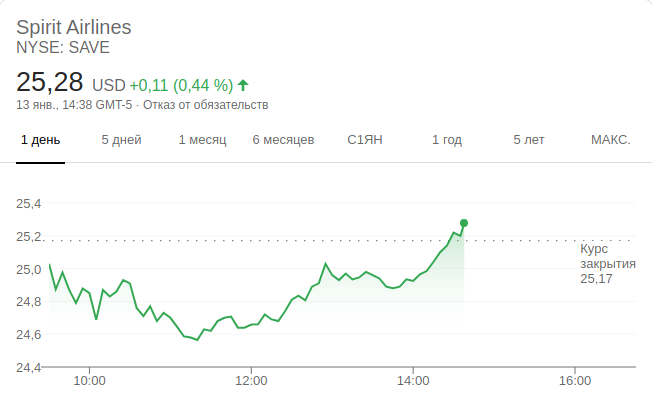 Spirit Airlines
NYSE: SAVE
25,28 USD +0,11 (0,44 %)
13 янв., 14:38 GMT-5 · Отказ от обязательств
1 день 5 дней 1 месяц 6 месяцев С1ЯН 1 год 5 лет МАКС.
25,4
25,2
Курс
закрытия
25,17
25,0
24,8
24,6
24,4
10:00 12:00 14:00 16:00